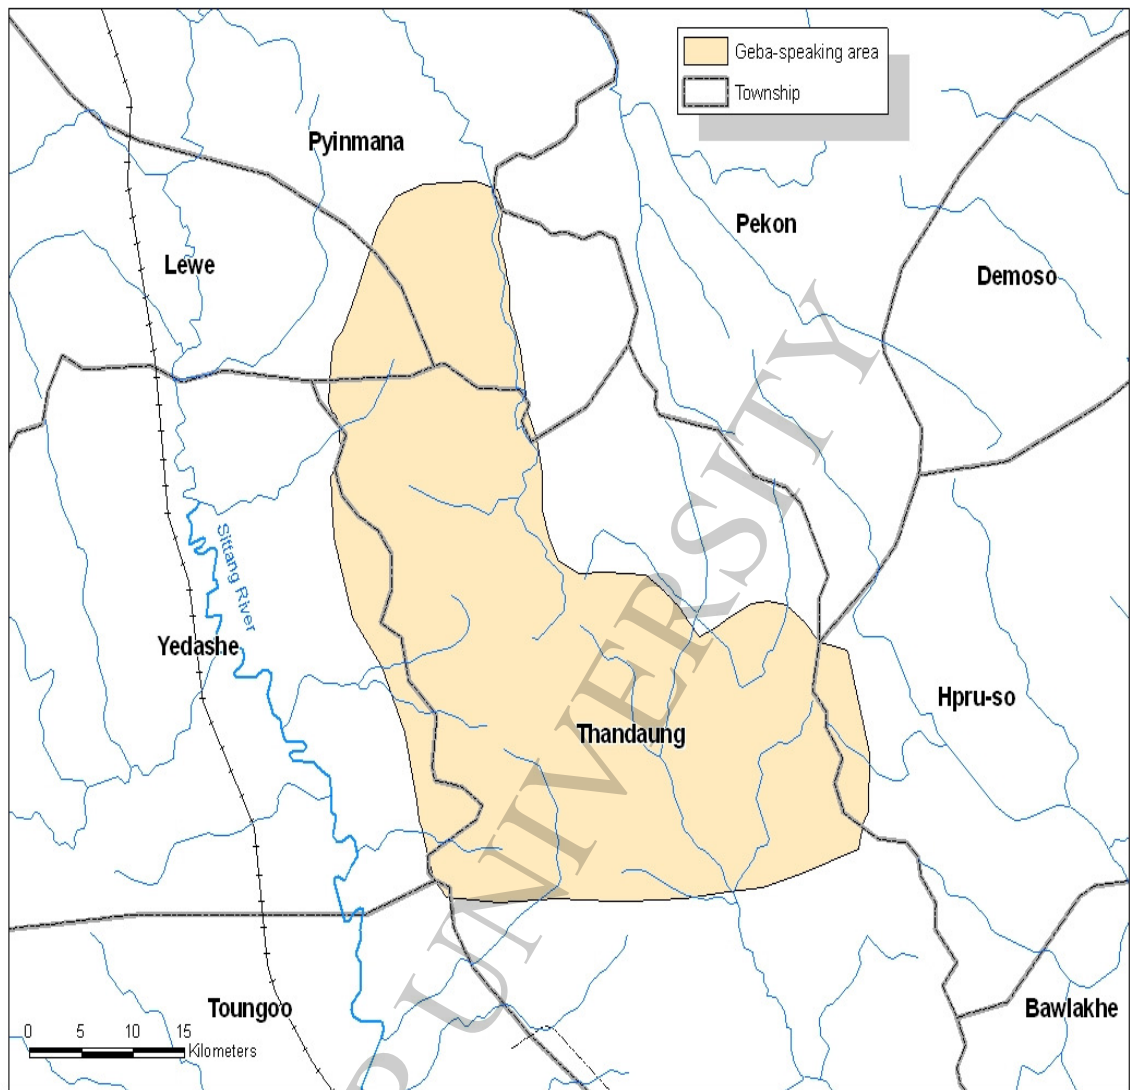 Geba-speaking area
Township
Pyinmana
Pekon
Lewe
Demoso
Sittang River
Yedashe
Hpru-so
Thandaung
Toungoo
Bawlakhe
0 5 10 15
Kilometers
P UNIVERSITY